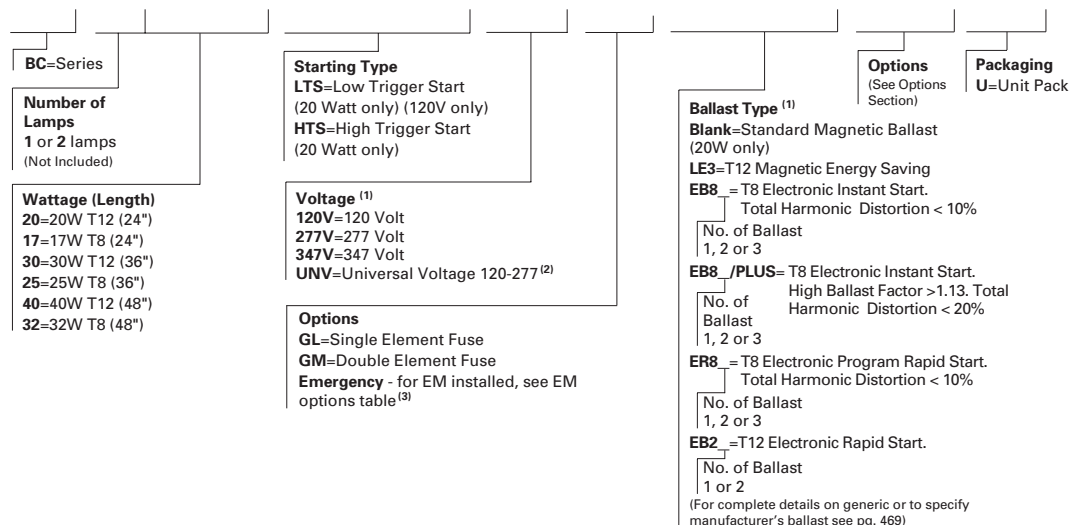 BC=Series
Number of
Lamps
1 or 2 lamps
(Not Included)
Wattage (Length)
20=20W T12 (24")
17=17W T8 (24")
30=30W T12 (36")
25=25W T8 (36")
40=40W T12 (48")
32=32W T8 (48")
Starting Type
LTS=Low Trigger Start
(20 Watt only) (120V only)
HTS=High Trigger Start
(20 Watt only)
Voltage (1)
120V=120 Volt
277V=277 Volt
347V=347 Volt
UNV=Universal Voltage 120-277(2)
Options
GL=Single Element Fuse
GM=Double Element Fuse
Emergency - for EM installed, see EM
options table(3)
Ballast Type (1)
Blank=Standard Magnetic Ballast
(20W only)
LE3=T12 Magnetic Energy Saving
EB8_=T8 Electronic Instant Start.
Total Harmonic Distortion < 10%
No. of Ballast
1, 2 or 3
EB8_/PLUS= T8 Electronic Instant Start.
High Ballast Factor >1.13. Total
Harmonic Distortion < 20%
No. of
Ballast
1, 2 or 3
ER8_=T8 Electronic Program Rapid Start.
Total Harmonic Distortion < 10%
No. of Ballast
1, 2 or 3
EB2_=T12 Electronic Rapid Start.
No. of Ballast
1 or 2
(For complete details on generic or to specify
manufacturer's ballast see pg. 469)
Options
(See Options
Section)
Packaging
U=Unit Pack